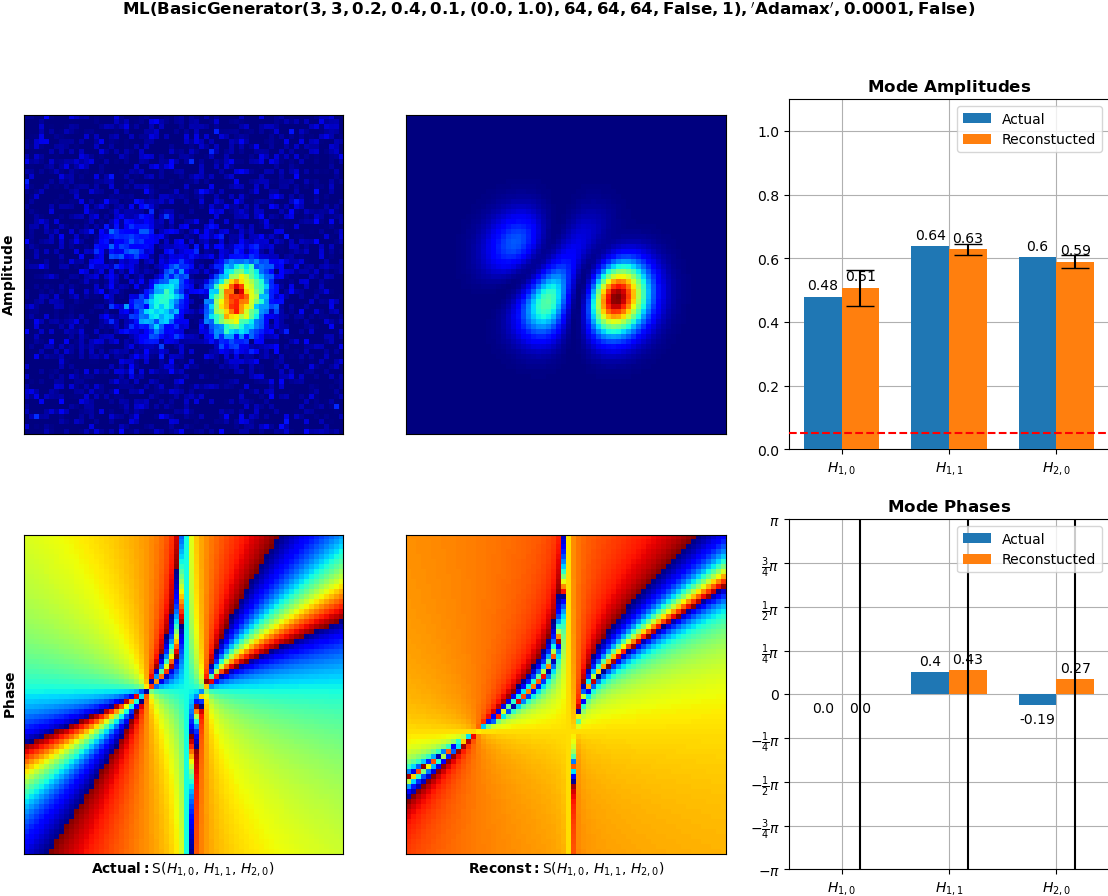 ML(BasicGenerator(3, 3, 0.2, 0.4, 0.1, (0.0, 1.0), 64, 64, 64, False, 1), ′Adamax′, 0.0001, False)
Mode Amplitudes
Amplitude
1.0
0.8
0.6
0.4
0.2
0.0
Actual
Reconstucted
0.48
0.51
0.64
0.63
0.6
0.59
H1,0
H1,1
H2,0
Mode Phases
Phase
π
3/4π
1/2π
1/4π
0
−1/4π
−1/2π
−3/4π
−π
Actual
Reconstucted
0.0
0.0
0.4
0.43
-0.19
0.27
H1,0
H1,1
H2,0
Actual: S(H1,0, H1,1, H2,0)
Reconst: S(H1,0, H1,1, H2,0)